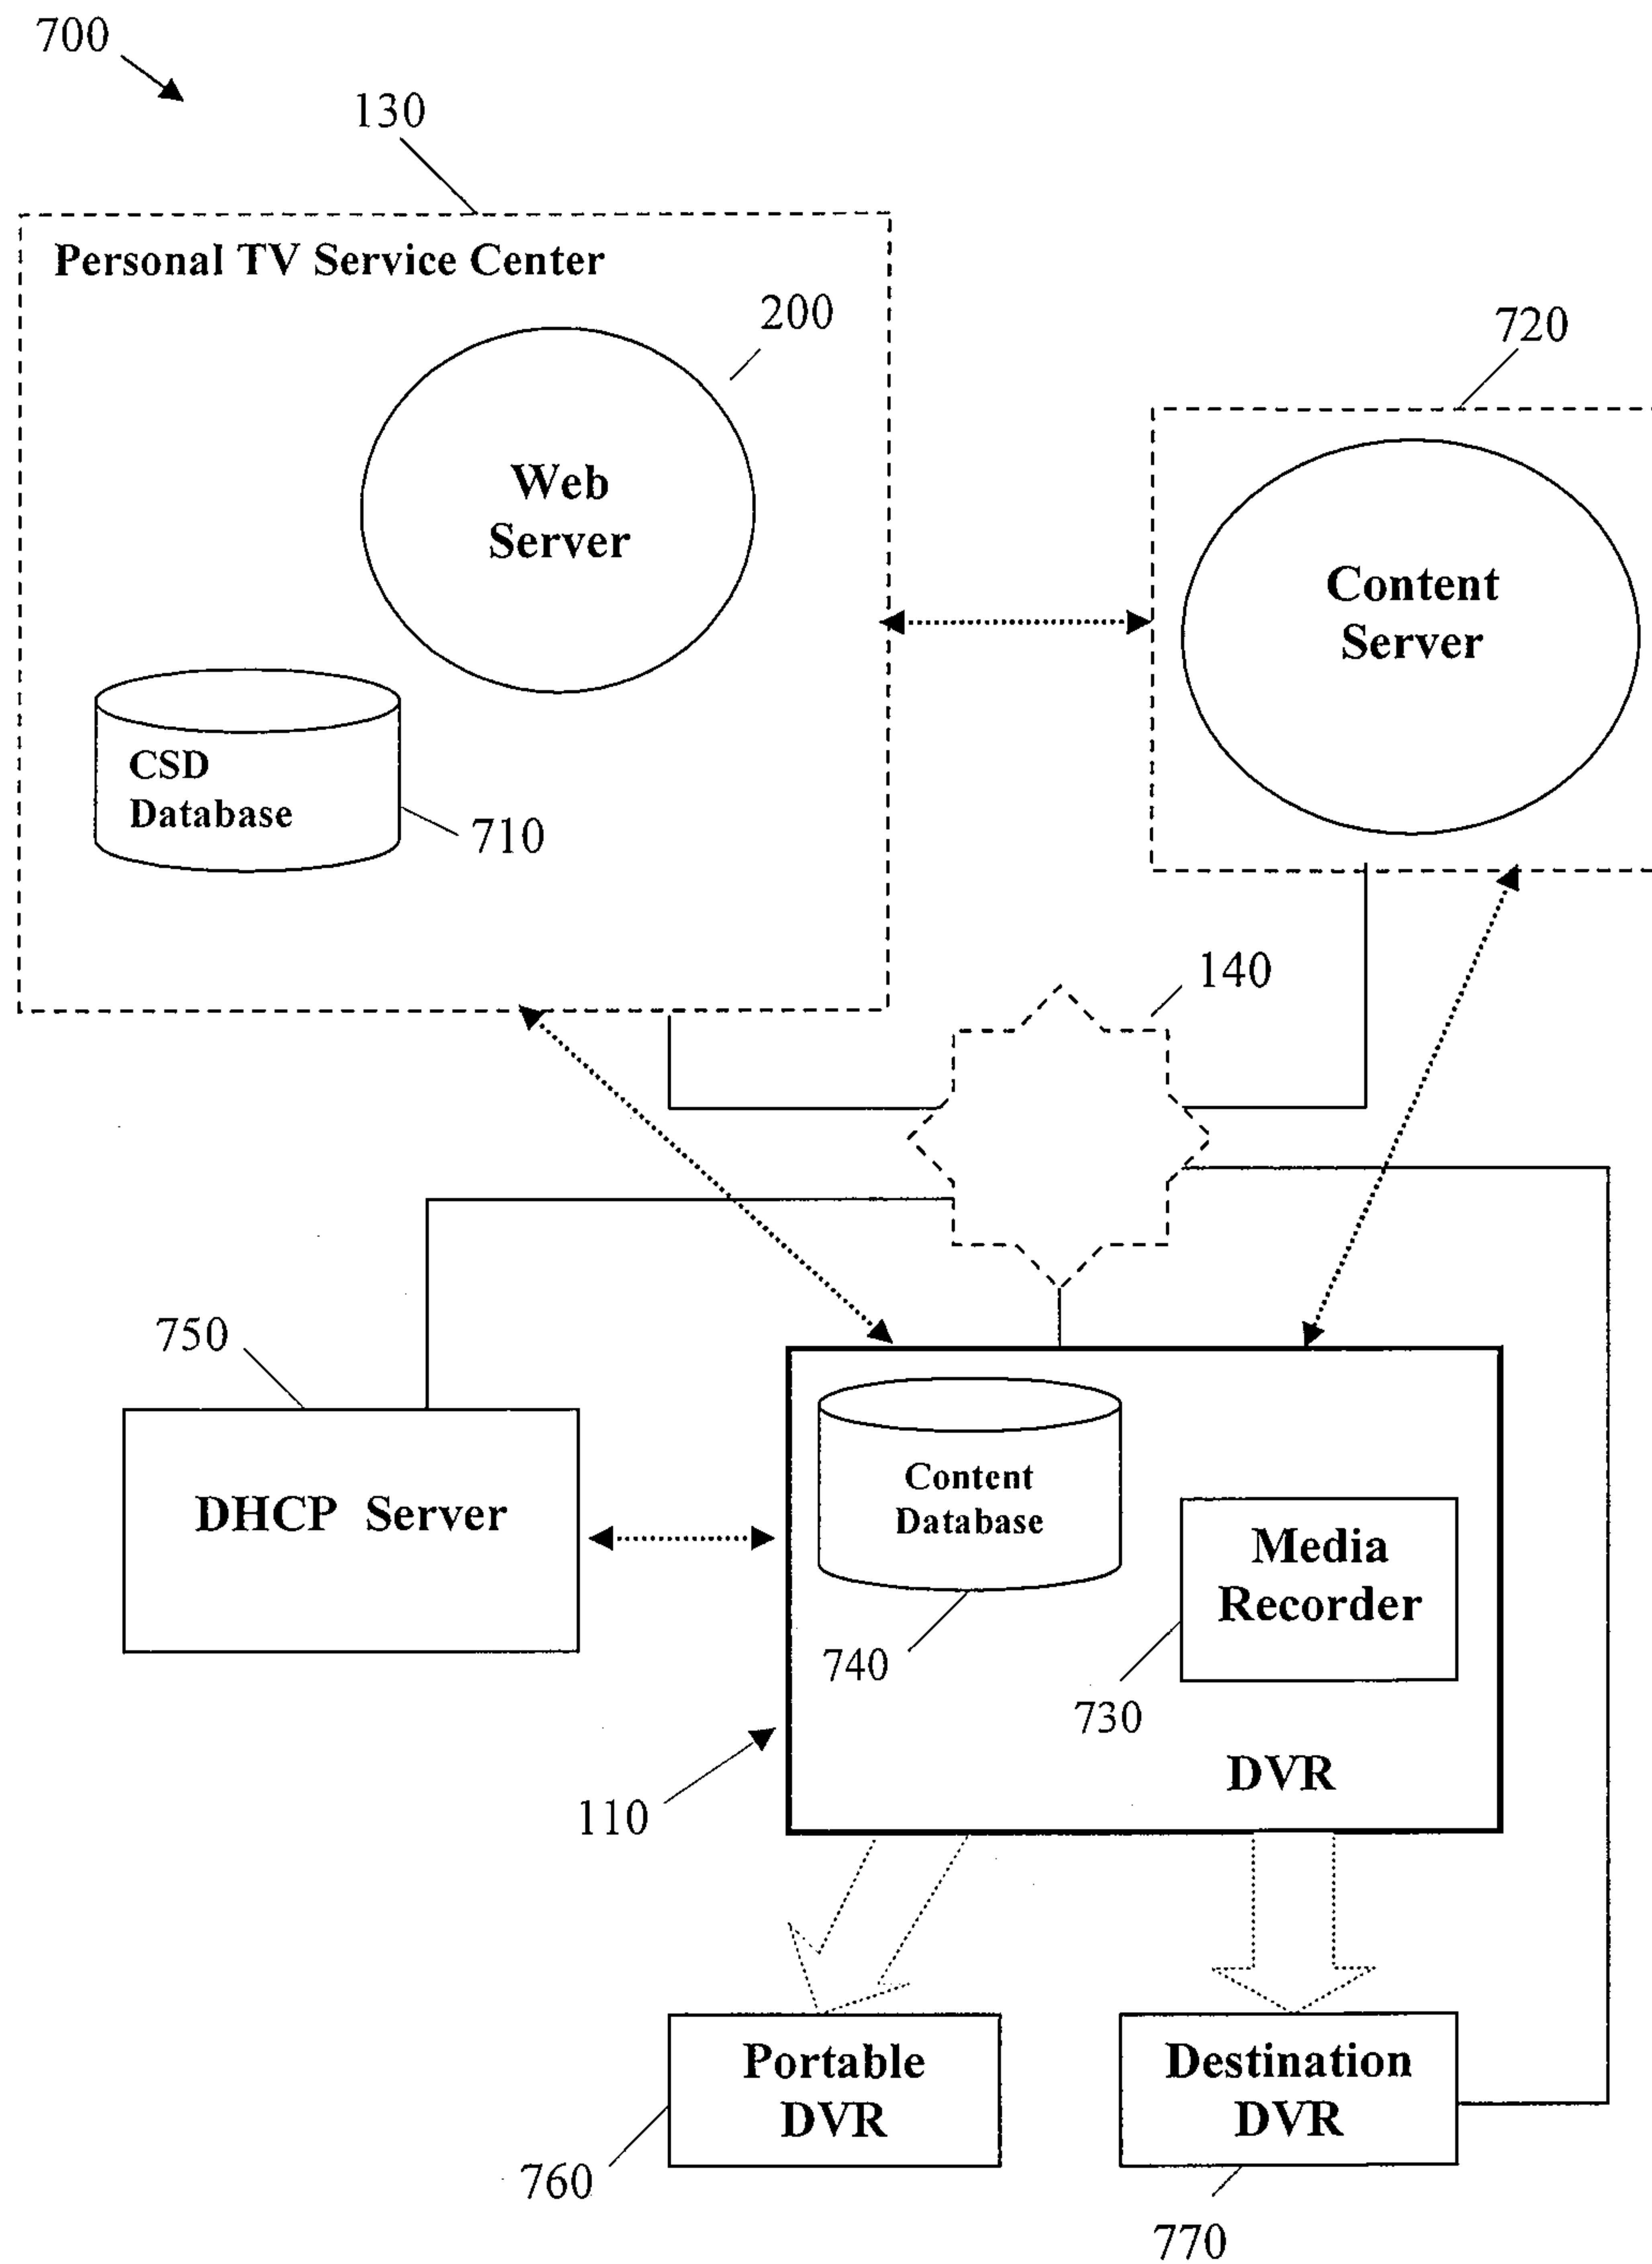 700
130
Personal TV Service Center
200
Web
Server
720
Content
Server
CSD
Database
710
140
750
DHCP Server
Content
Database
Media
Recorder
740
730
110
DVR
Portable
DVR
Destination
DVR
760
770